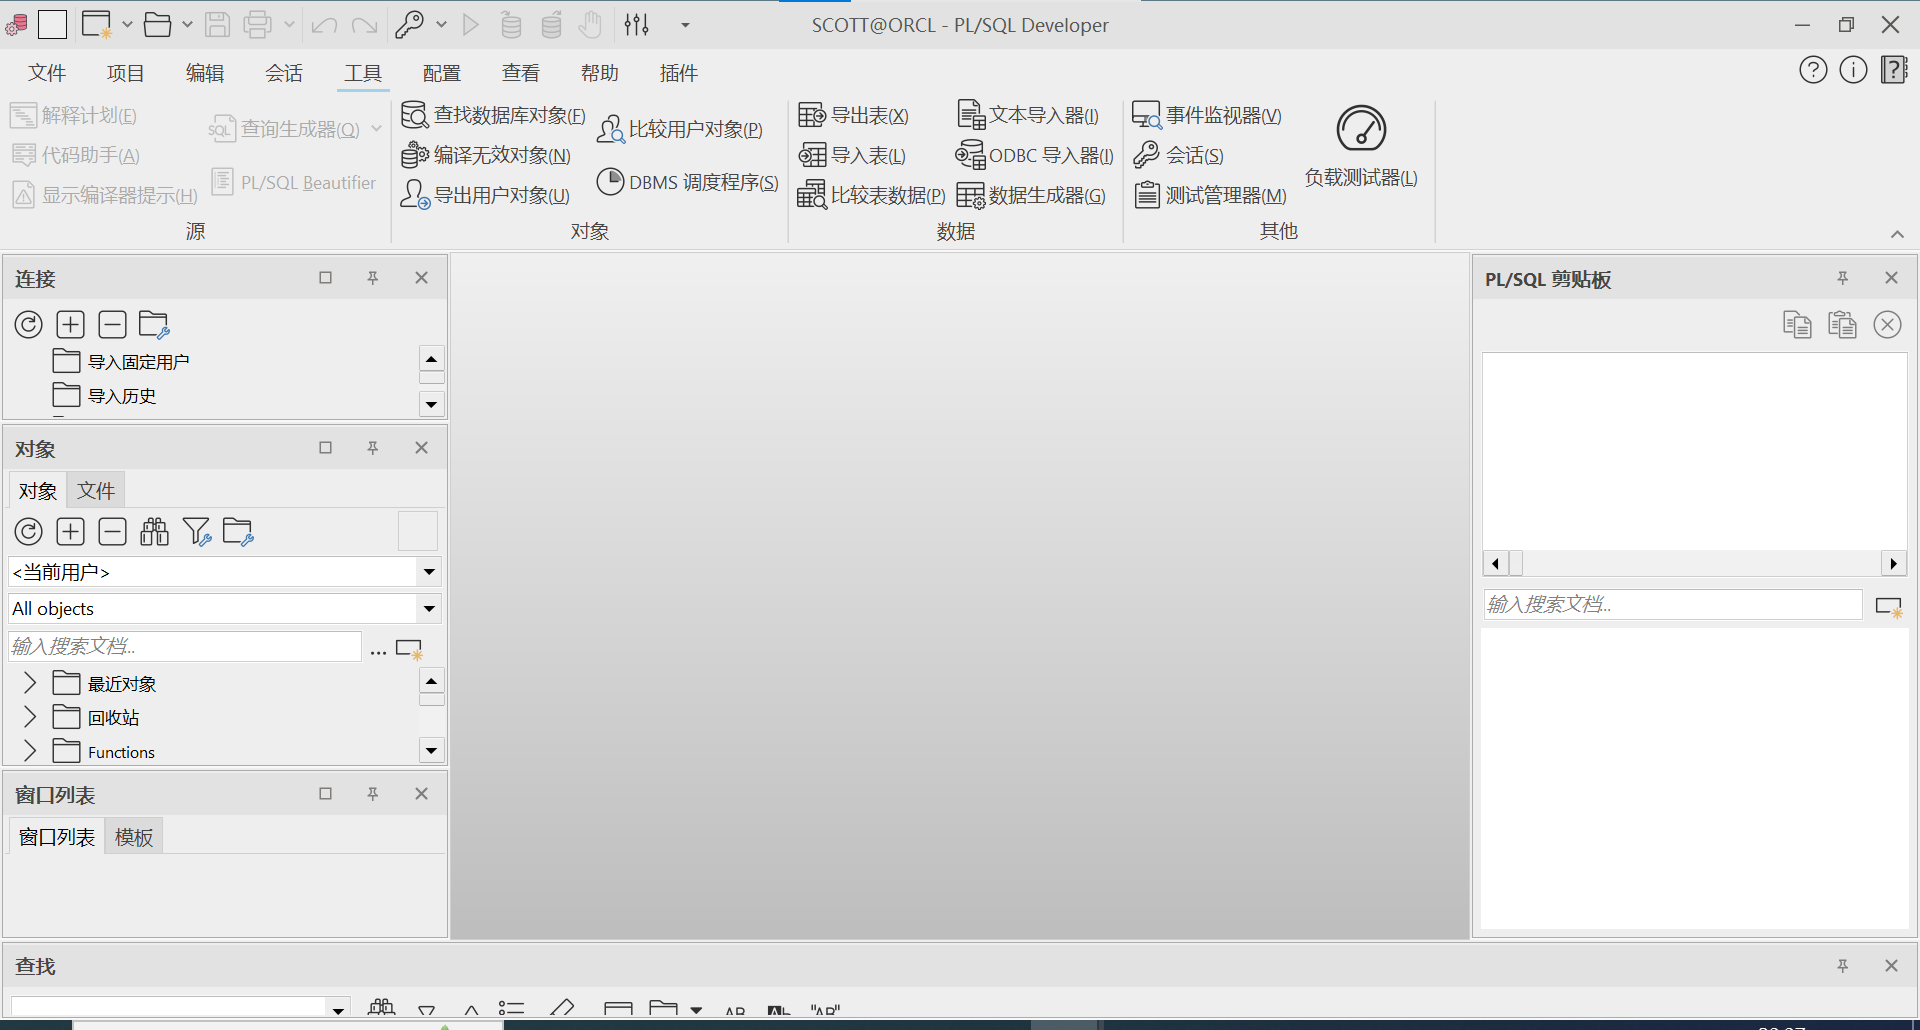 SCOTT@ORCL - PL/SQL Developer
文件 项目 编辑 会话 工具 配置 查看 帮助 插件
解释计划(E)
代码助手(A)
显示编译器提示(H)
SQL 查询生成器(Q)
PL/SQL Beautifier
源
查找数据库对象(F)
编译无效对象(N)
导出用户对象(U)
比较用户对象(P)
DBMS 调度程序(S)
对象
导出表(X)
导入表(L)
比较表数据(P)
文本导入器(I)
ODBC 导入器(I)
数据生成器(G)
数据
事件监视器(V)
会话(S)
测试管理器(M)
负载测试器(L)
其他
连接
导入固定用户
导入历史
对象
对象 文件
<当前用户>
All objects
输入搜索文档...
...
最近对象
回收站
Functions
窗口列表
窗口列表 模板
PL/SQL 剪贴板
输入搜索文档...
查找